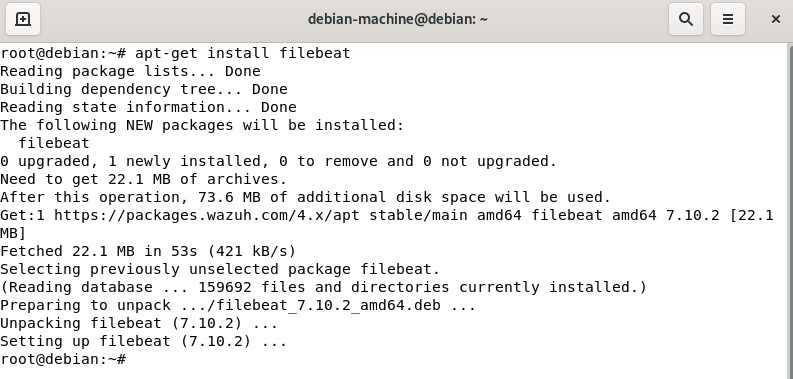 debian-machine@debian: ~
root@debian:~# apt-get install filebeat
Reading package lists... Done
Building dependency tree... Done
Reading state information... Done
The following NEW packages will be installed:
  filebeat
0 upgraded, 1 newly installed, 0 to remove and 0 not upgraded.
Need to get 22.1 MB of archives.
After this operation, 73.6 MB of additional disk space will be used.
Get:1 https://packages.wazuh.com/4.x/apt stable/main amd64 filebeat amd64 7.10.2 [22.1
MB]
Fetched 22.1 MB in 53s (421 kB/s)
Selecting previously unselected package filebeat.
(Reading database ... 159692 files and directories currently installed.)
Preparing to unpack .../filebeat_7.10.2_amd64.deb ...
Unpacking filebeat (7.10.2) ...
Setting up filebeat (7.10.2) ...
root@debian:~#